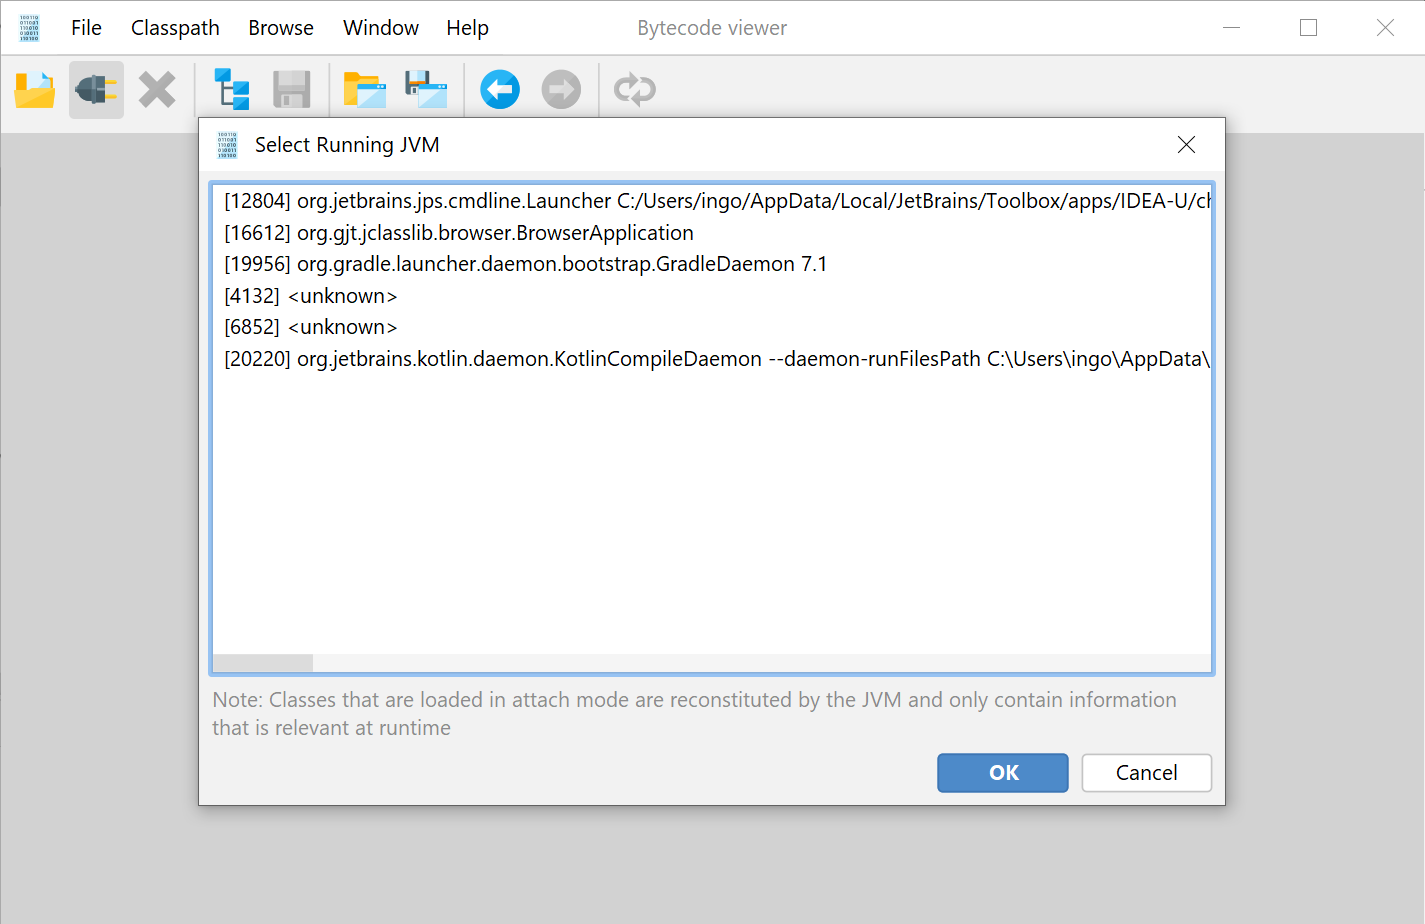 File Classpath Browse Window Help Bytecode viewer
Select Running JVM
[12804] org.jetbrains.jps.cmdline.Launcher C:/Users/ingo/AppData/Local/JetBrains/Toolbox/apps/IDEA-U/ch
[16612] org.gjt.jclasslib.browser.BrowserApplication
[19956] org.gradle.launcher.daemon.bootstrap.GradleDaemon 7.1
[4132] <unknown>
[6852] <unknown>
[20220] org.jetbrains.kotlin.daemon.KotlinCompileDaemon --daemon-runFilesPath C:\Users\ingo\AppData\
Note: Classes that are loaded in attach mode are reconstituted by the JVM and only contain information
that is relevant at runtime
OK Cancel